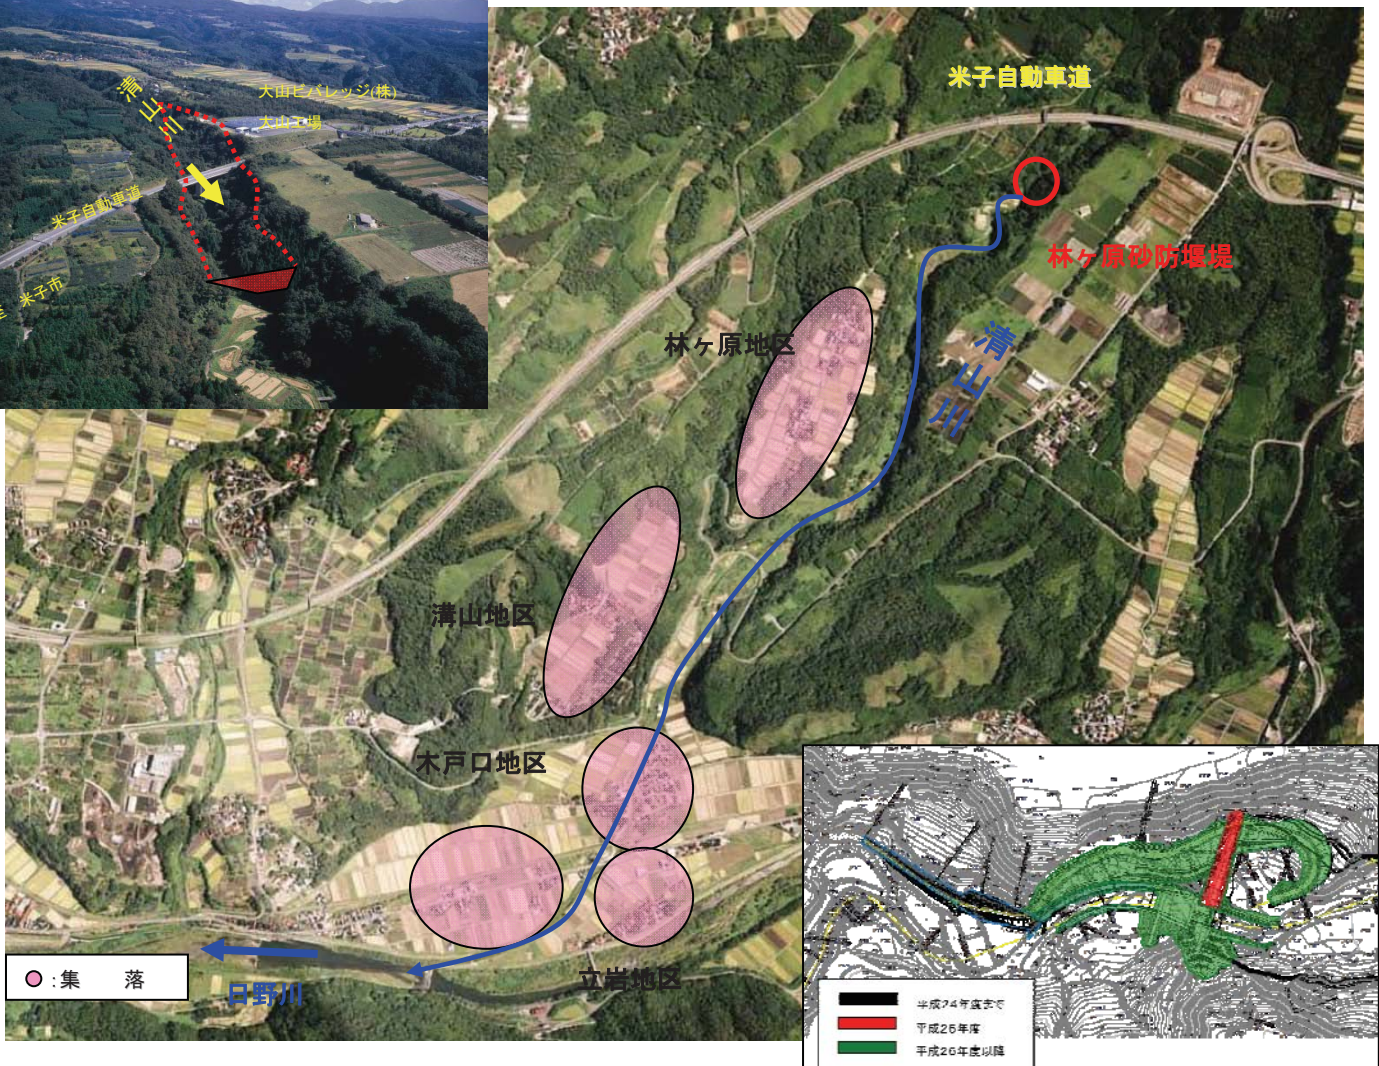 清山川
大山ビバレッジ(株)
大山工場
米子自動車道
至 米子市
米子自動車道
林ヶ原砂防堰堤
清山川
林ヶ原地区
溝山地区
木戸口地区
立岩地区
日野川
:集 落
平成24年度まで
平成25年度
平成26年度以降